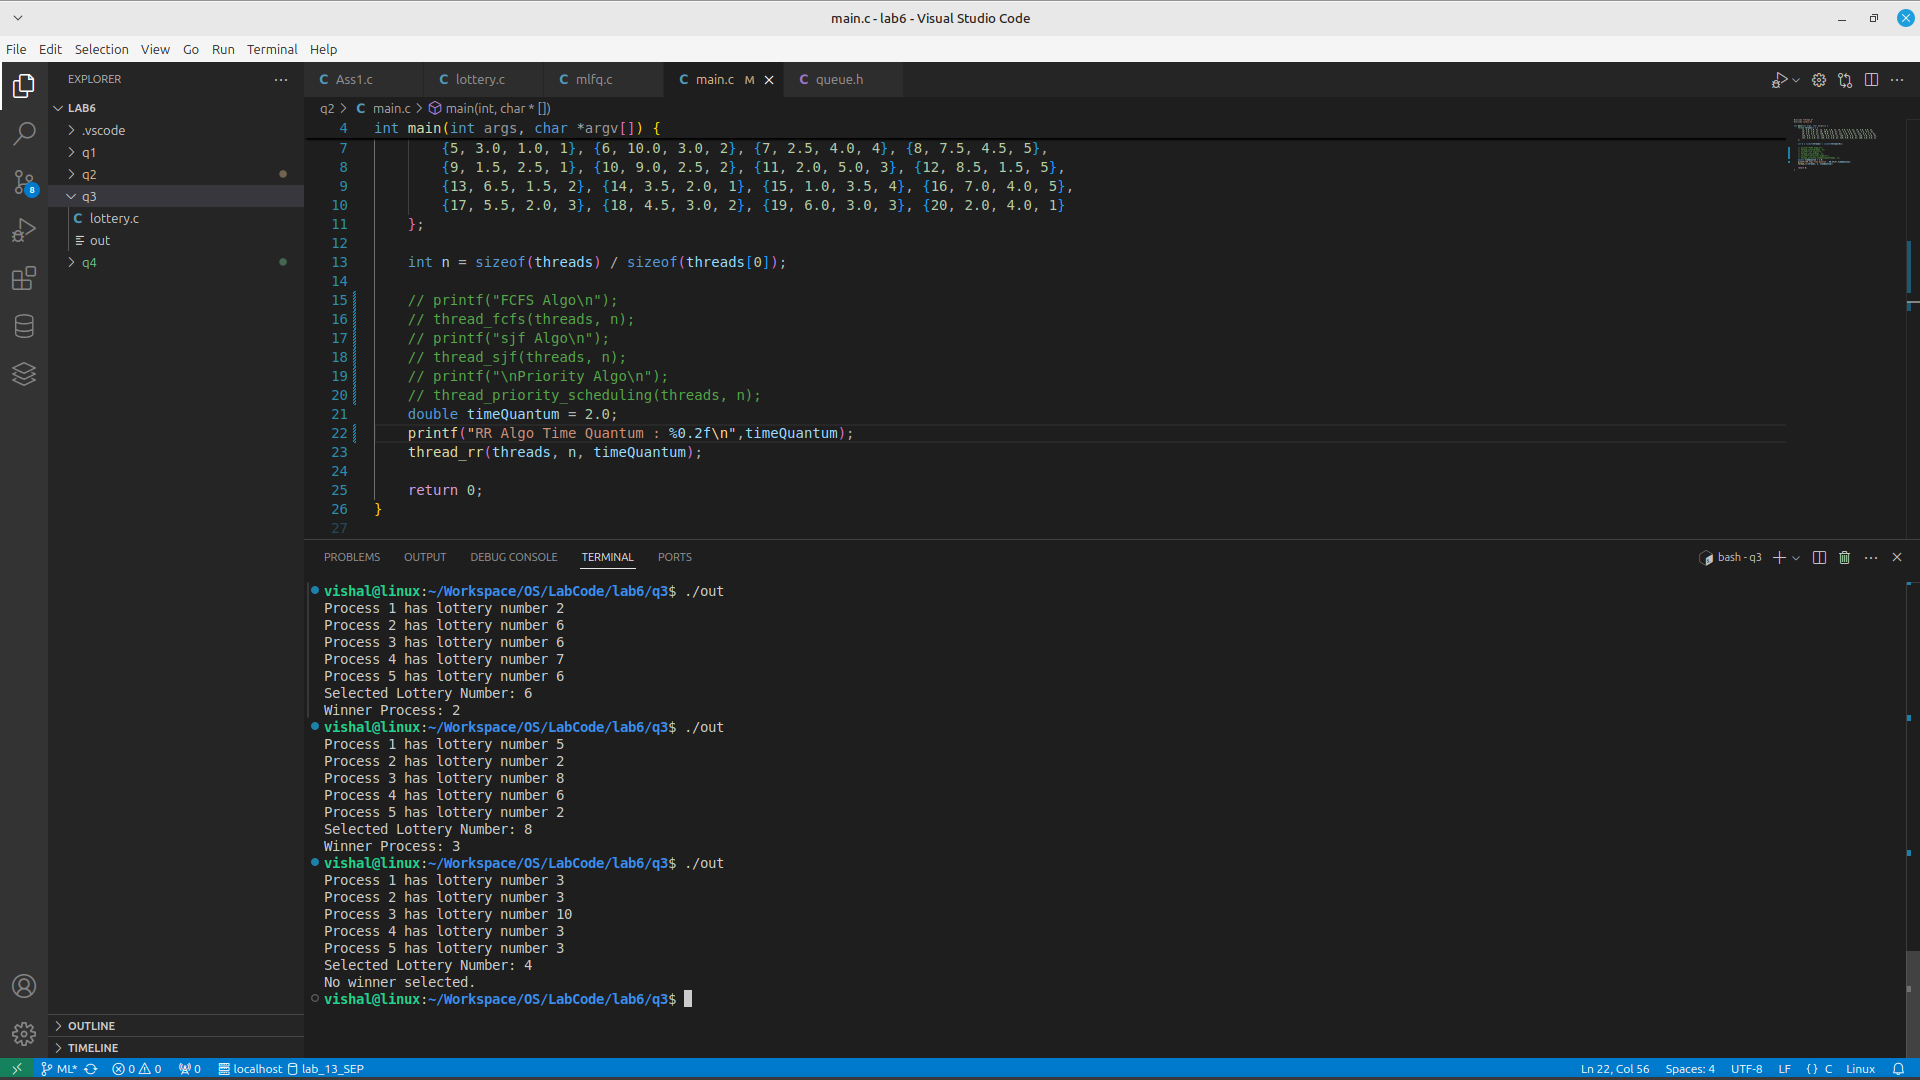 main.c - lab6 - Visual Studio Code
File Edit Selection View Go Run Terminal Help
EXPLORER
LAB6
.vscode
q1
q2
q3
lottery.c
out
q4
OUTLINE
TIMELINE
8
Ass1.c lottery.c mlfq.c main.c M queue.h
q2 > C main.c > main(int, char * [])
4 int main(int args, char *argv[]) {
7 {5, 3.0, 1.0, 1}, {6, 10.0, 3.0, 2}, {7, 2.5, 4.0, 4}, {8, 7.5, 4.5, 5},
8 {9, 1.5, 2.5, 1}, {10, 9.0, 2.5, 2}, {11, 2.0, 5.0, 3}, {12, 8.5, 1.5, 5},
9 {13, 6.5, 1.5, 2}, {14, 3.5, 2.0, 1}, {15, 1.0, 3.5, 4}, {16, 7.0, 4.0, 5},
10 {17, 5.5, 2.0, 3}, {18, 4.5, 3.0, 2}, {19, 6.0, 3.0, 3}, {20, 2.0, 4.0, 1}
11 };
12
13 int n = sizeof(threads) / sizeof(threads[0]);
14
15 // printf("FCFS Algo\n");
16 // thread_fcfs(threads, n);
17 // printf("sjf Algo\n");
18 // thread_sjf(threads, n);
19 // printf("\nPriority Algo\n");
20 // thread_priority_scheduling(threads, n);
21 double timeQuantum = 2.0;
22 printf("RR Algo Time Quantum : %0.2f\n",timeQuantum);
23 thread_rr(threads, n, timeQuantum);
24
25 return 0;
26 }
27
PROBLEMS OUTPUT DEBUG CONSOLE TERMINAL PORTS
bash - q3
vishal@linux:~/Workspace/OS/LabCode/lab6/q3$ ./out
Process 1 has lottery number 2
Process 2 has lottery number 6
Process 3 has lottery number 6
Process 4 has lottery number 7
Process 5 has lottery number 6
Selected Lottery Number: 6
Winner Process: 2
vishal@linux:~/Workspace/OS/LabCode/lab6/q3$ ./out
Process 1 has lottery number 5
Process 2 has lottery number 2
Process 3 has lottery number 8
Process 4 has lottery number 6
Process 5 has lottery number 2
Selected Lottery Number: 8
Winner Process: 3
vishal@linux:~/Workspace/OS/LabCode/lab6/q3$ ./out
Process 1 has lottery number 3
Process 2 has lottery number 3
Process 3 has lottery number 10
Process 4 has lottery number 3
Process 5 has lottery number 3
Selected Lottery Number: 4
No winner selected.
vishal@linux:~/Workspace/OS/LabCode/lab6/q3$
ML* 0 0 0 localhost lab_13_SEP Ln 22, Col 56 Spaces: 4 UTF-8 LF {} C Linux